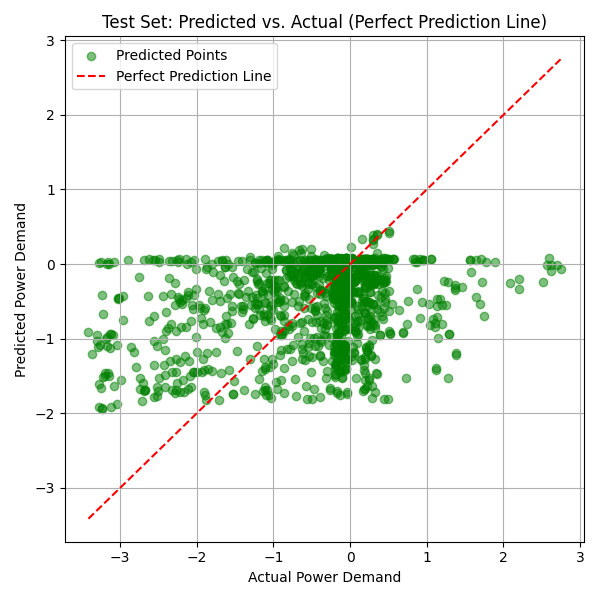 Test Set: Predicted vs. Actual (Perfect Prediction Line)
Predicted Points
Perfect Prediction Line
3
2
1
0
−1
−2
−3
Predicted Power Demand
−3 −2 −1 0 1 2 3
Actual Power Demand